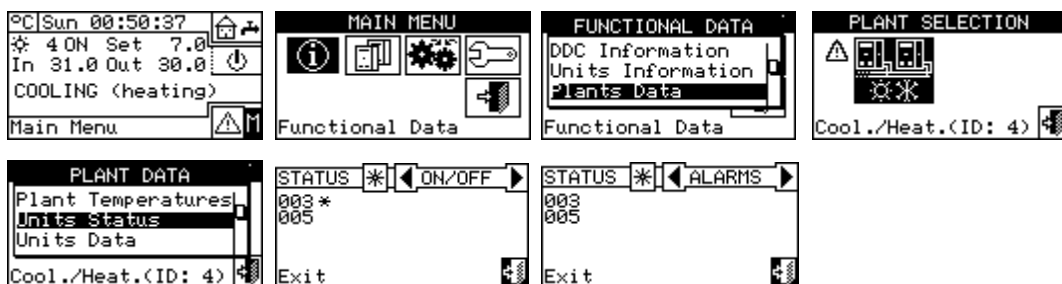 °C Sun 00:50:37
4 ON Set 7.0
In 31.0 Out 30.0
COOLING (heating)
Main Menu M
MAIN MENU
Functional Data
FUNCTIONAL DATA
DDC Information
Units Information
Plants Data
Functional Data
PLANT SELECTION
Cool./Heat.(ID: 4)
PLANT DATA
Plant Temperatures
Units Status
Units Data
Cool./Heat.(ID: 4)
STATUS ON/OFF
003 *
005
Exit
STATUS ALARMS
003
005
Exit